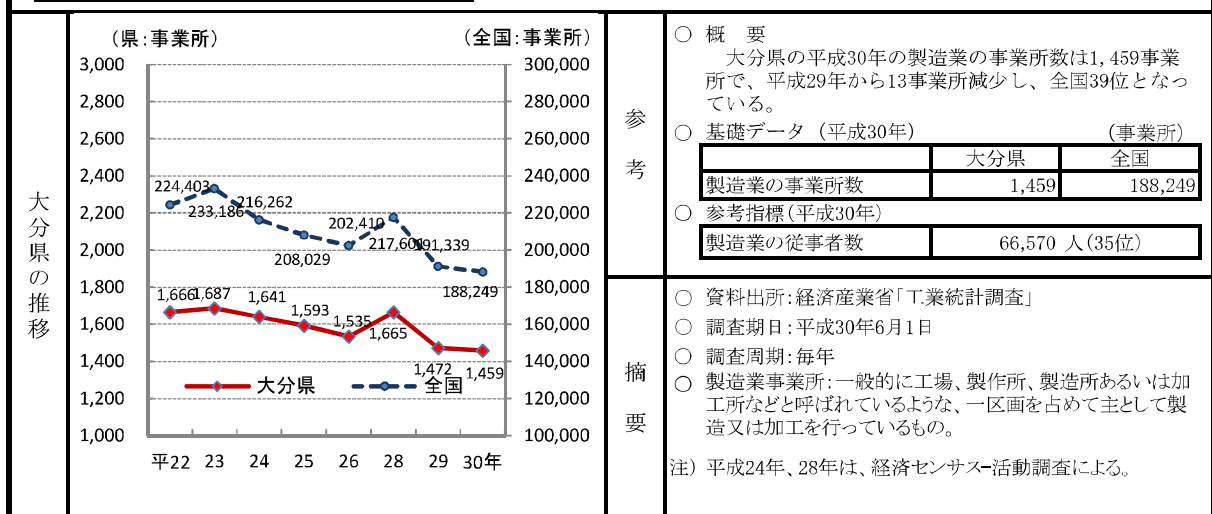 大分県の推移
（県：事業所）
（全国：事業所）
3,000
2,800
2,600
2,400
2,200
2,000
1,800
1,600
1,400
1,200
1,000
300,000
280,000
260,000
240,000
220,000
200,000
180,000
160,000
140,000
120,000
100,000
224,403
233,186
216,262
208,029
202,410
217,601
191,339
188,249
1,666
1,687
1,641
1,593
1,535
1,665
1,472
1,459
大分県
全国
平22 23 24 25 26 28 29 30年
参考
○ 概　要
大分県の平成30年の製造業の事業所数は1,459事業
所で、平成29年から13事業所減少し、全国39位となっ
ている。
○ 基礎データ（平成30年） （事業所）
大分県 全国
製造業の事業所数 1,459 188,249
○ 参考指標(平成30年)
製造業の従事者数 66,570 人(35位)
摘要
○ 資料出所：経済産業省「工業統計調査」
○ 調査期日：平成30年6月1日
○ 調査周期：毎年
○ 製造業事業所：一般的に工場、製作所、製造所あるいは加
工所などと呼ばれているような、一区画を占めて主として製
造又は加工を行っているもの。
注）平成24年、28年は、経済センサス-活動調査による。